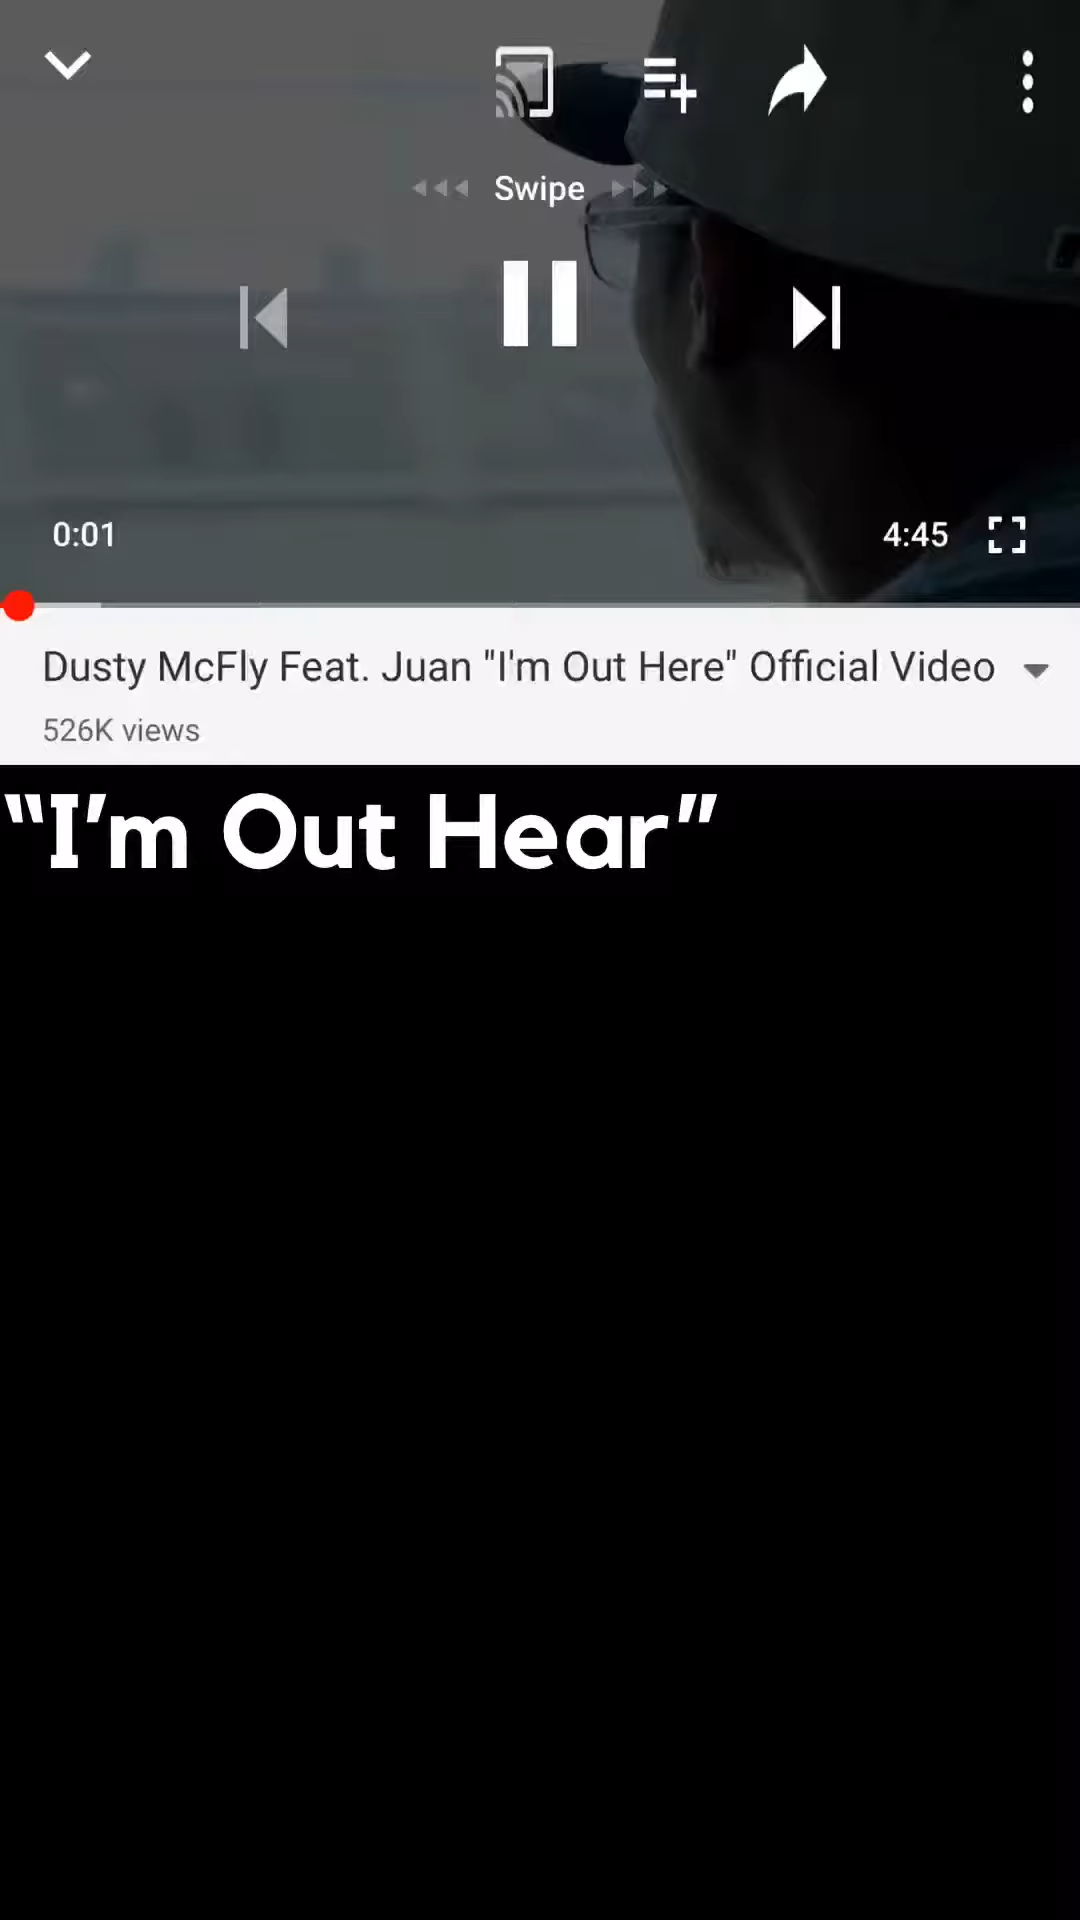 Swipe
0:01
4:45
Dusty McFly Feat. Juan "I'm Out Here" Official Video
526K views
“I’m Out Hear”